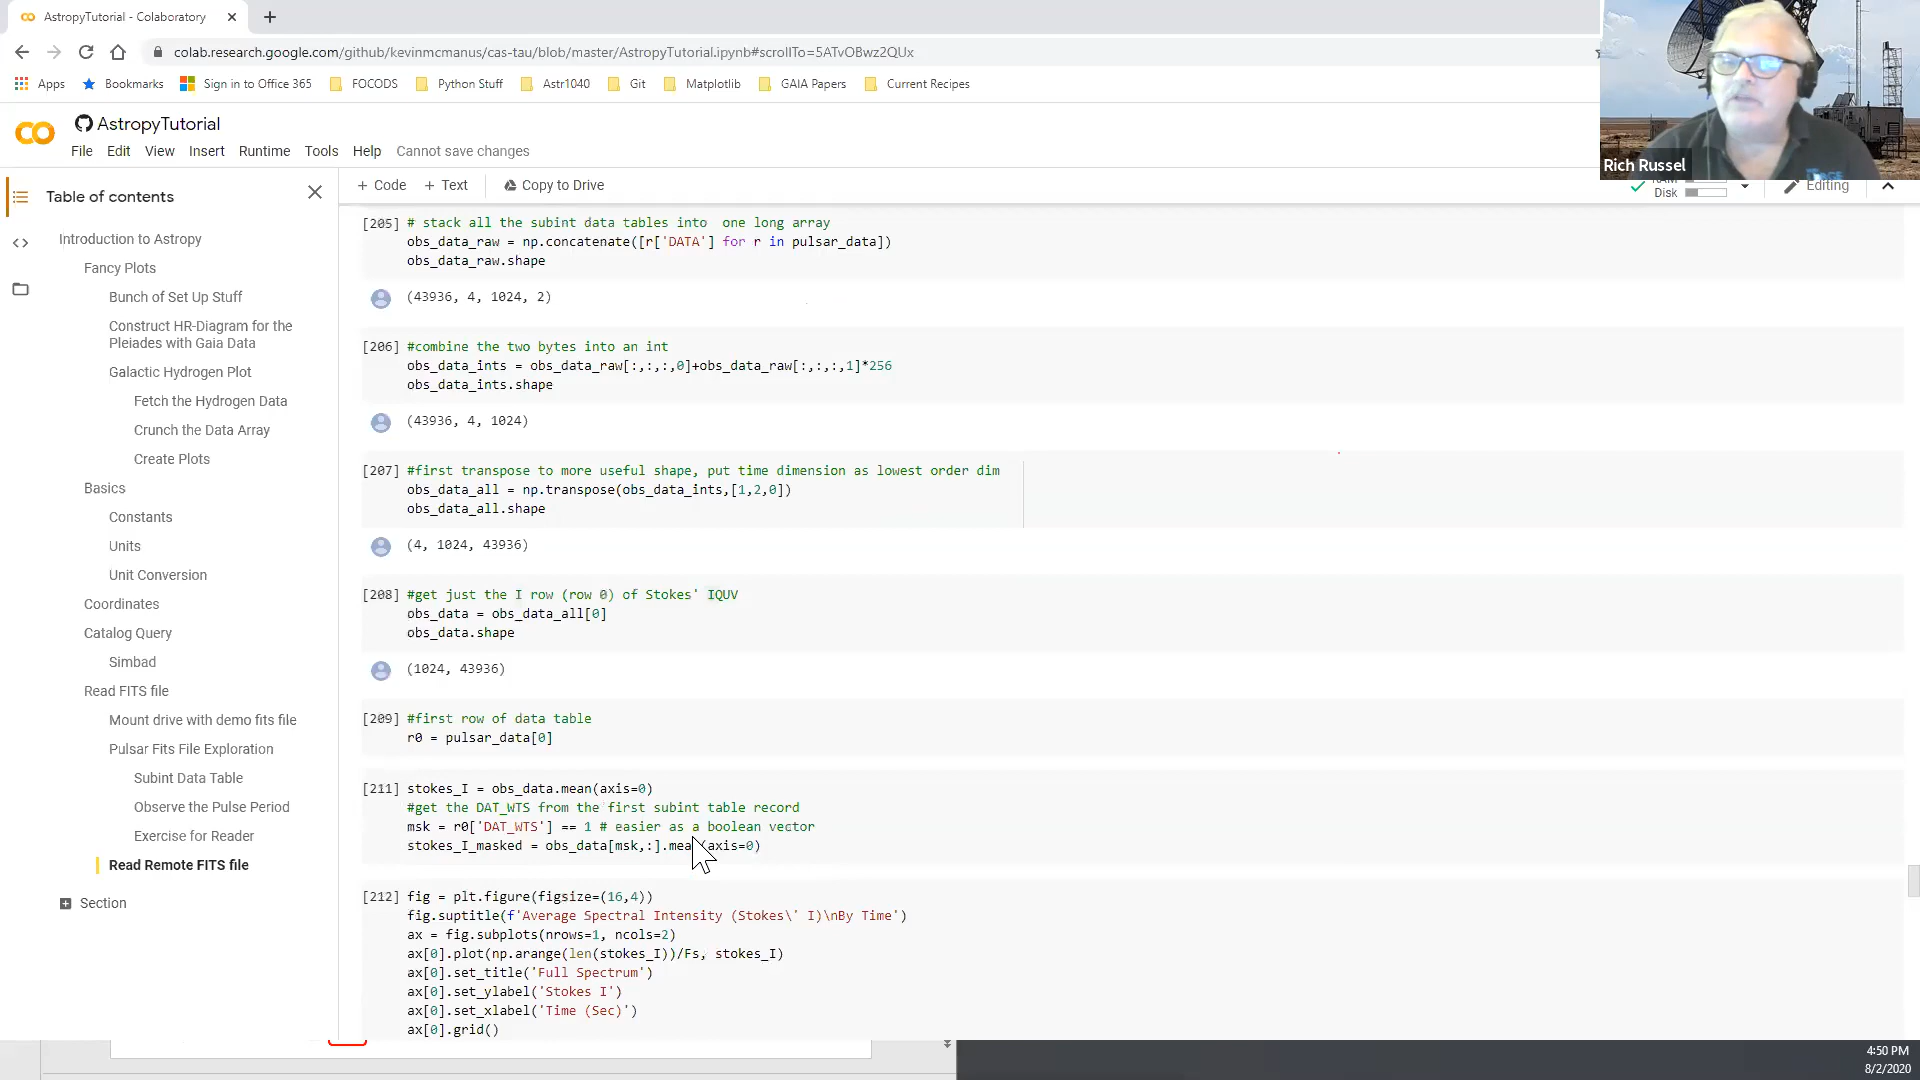 AstropyTutorial - Colaboratory
colab.research.google.com/github/kevinmcmanus/cas-tau/blob/master/AstropyTutorial.ipynb#scrollTo=5ATvOBwz2QUx
Apps Bookmarks Sign in to Office 365 FOCODS Python Stuff Astr1040 Git Matplotlib GAIA Papers Current Recipes
Rich Russel
AstropyTutorial
File Edit View Insert Runtime Tools Help Cannot save changes
+ Code + Text Copy to Drive
Disk
Editing
Table of contents
Introduction to Astropy
Fancy Plots
Bunch of Set Up Stuff
Construct HR-Diagram for the
Pleiades with Gaia Data
Galactic Hydrogen Plot
Fetch the Hydrogen Data
Crunch the Data Array
Create Plots
Basics
Constants
Units
Unit Conversion
Coordinates
Catalog Query
Simbad
Read FITS file
Mount drive with demo fits file
Pulsar Fits File Exploration
Subint Data Table
Observe the Pulse Period
Exercise for Reader
Read Remote FITS file
Section
[205] # stack all the subint data tables into  one long array
obs_data_raw = np.concatenate([r['DATA'] for r in pulsar_data])
obs_data_raw.shape
(43936, 4, 1024, 2)
[206] #combine the two bytes into an int
obs_data_ints = obs_data_raw[:,:,:,0]+obs_data_raw[:,:,:,1]*256
obs_data_ints.shape
(43936, 4, 1024)
[207] #first transpose to more useful shape, put time dimension as lowest order dim
obs_data_all = np.transpose(obs_data_ints,[1,2,0])
obs_data_all.shape
(4, 1024, 43936)
[208] #get just the I row (row 0) of Stokes' IQUV
obs_data = obs_data_all[0]
obs_data.shape
(1024, 43936)
[209] #first row of data table
r0 = pulsar_data[0]
[211] stokes_I = obs_data.mean(axis=0)
#get the DAT_WTS from the first subint table record
msk = r0['DAT_WTS'] == 1 # easier as a boolean vector
stokes_I_masked = obs_data[msk,:].mean(axis=0)
[212] fig = plt.figure(figsize=(16,4))
fig.suptitle(f'Average Spectral Intensity (Stokes\' I)\nBy Time')
ax = fig.subplots(nrows=1, ncols=2)
ax[0].plot(np.arange(len(stokes_I))/Fs, stokes_I)
ax[0].set_title('Full Spectrum')
ax[0].set_ylabel('Stokes I')
ax[0].set_xlabel('Time (Sec)')
ax[0].grid()
4:50 PM
8/2/2020